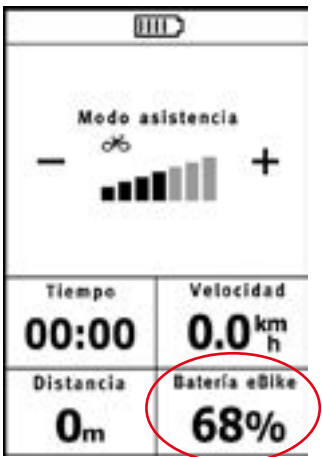 Modo asistencia
− +
Tiempo Velocidad
00:00 0.0 km/h
Distancia Batería eBike
0m 68%